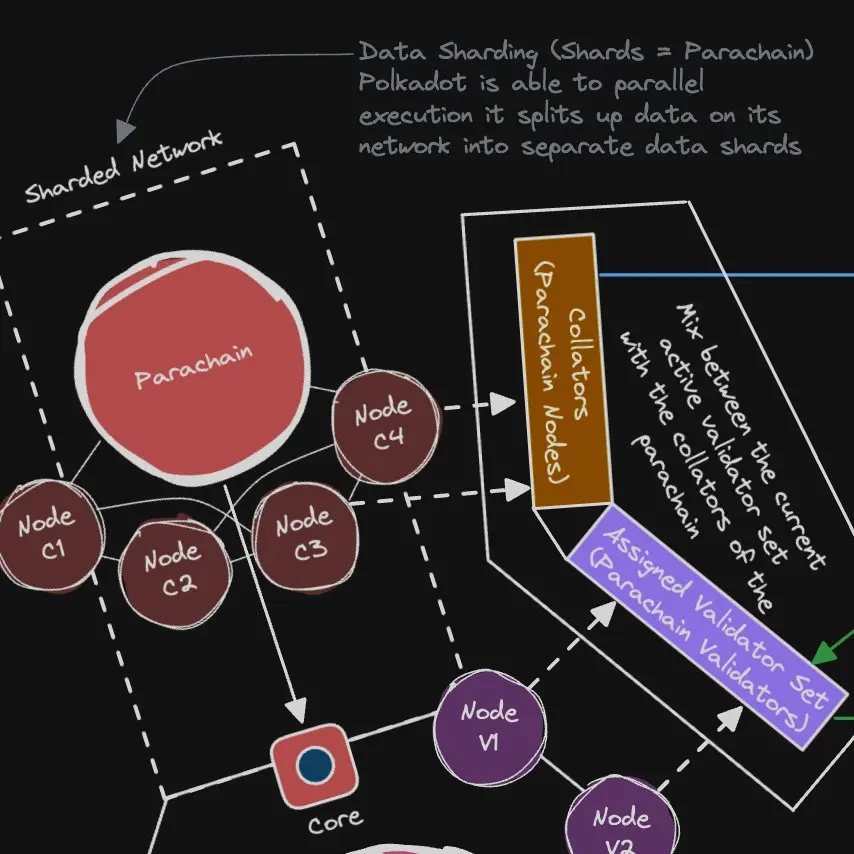 Data Sharding (Shards = Parachain)
Polkadot is able to parallel
execution it splits up data on its
network into separate data shards
Sharded Network
Parachain
Node
C4
Node
C1
Node
C2
Node
C3
Collators
(Parachain Nodes)
Mix between the current
active validator set
with the collators of the
parachain
Assigned Validator Set
(Parachain Validators)
Node
V1
Core
Node
V2